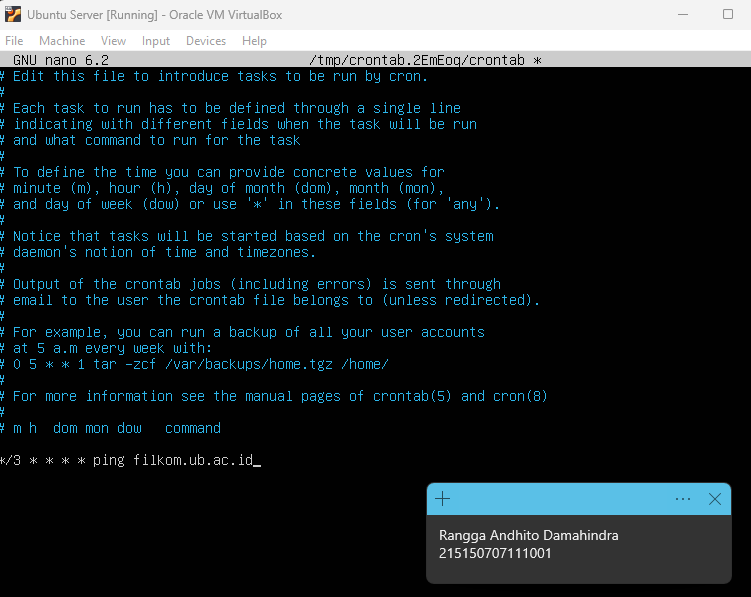 Ubuntu Server [Running] - Oracle VM VirtualBox
File Machine View Input Devices Help
GNU nano 6.2 /tmp/crontab.2EmEoq/crontab *
# Edit this file to introduce tasks to be run by cron.
#
# Each task to run has to be defined through a single line
# indicating with different fields when the task will be run
# and what command to run for the task
#
# To define the time you can provide concrete values for
# minute (m), hour (h), day of month (dom), month (mon),
# and day of week (dow) or use '*' in these fields (for 'any').
#
# Notice that tasks will be started based on the cron's system
# daemon's notion of time and timezones.
#
# Output of the crontab jobs (including errors) is sent through
# email to the user the crontab file belongs to (unless redirected).
#
# For example, you can run a backup of all your user accounts
# at 5 a.m every week with:
# 0 5 * * 1 tar -zcf /var/backups/home.tgz /home/
#
# For more information see the manual pages of crontab(5) and cron(8)
#
# m h  dom mon dow   command
*/3 * * * * ping filkom.ub.ac.id_
Rangga Andhito Damahindra
215150707111001